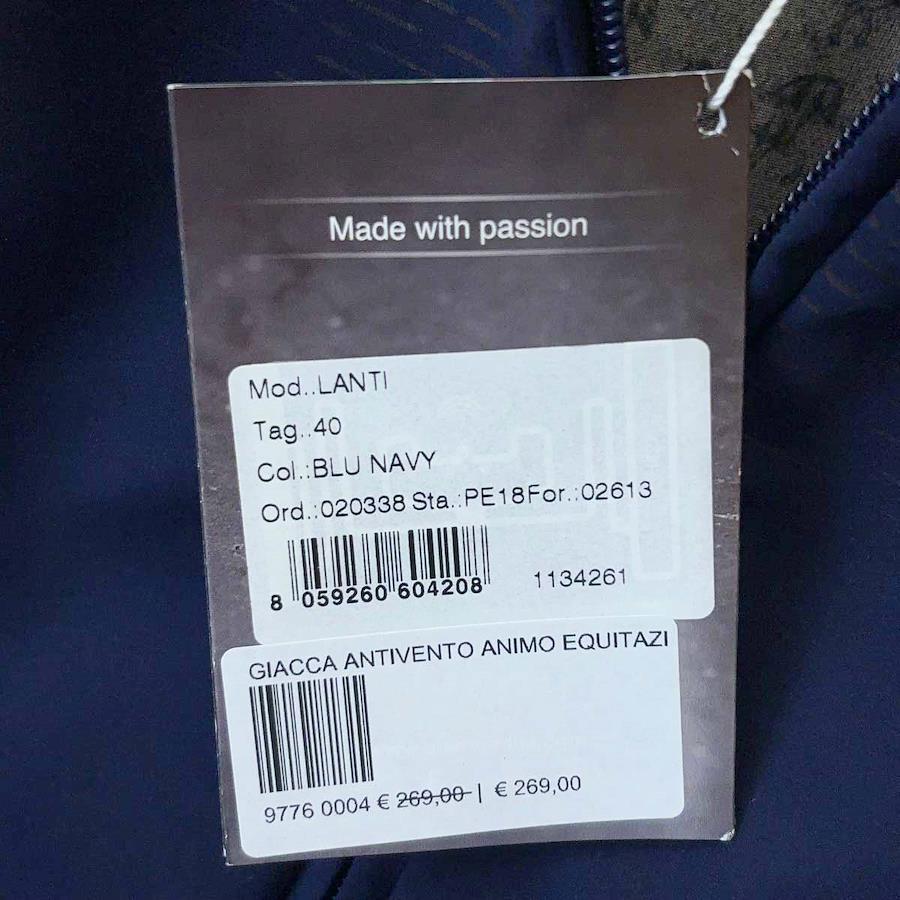 Made with passion
Mod..LANTI
Tag..40
Col.:BLU NAVY
Ord.:020338 Sta.:PE18For.:02613
8 059260 604208 1134261
GIACCA ANTIVENTO ANIMO EQUITAZI
9776 0004 € 269,00 | € 269,00